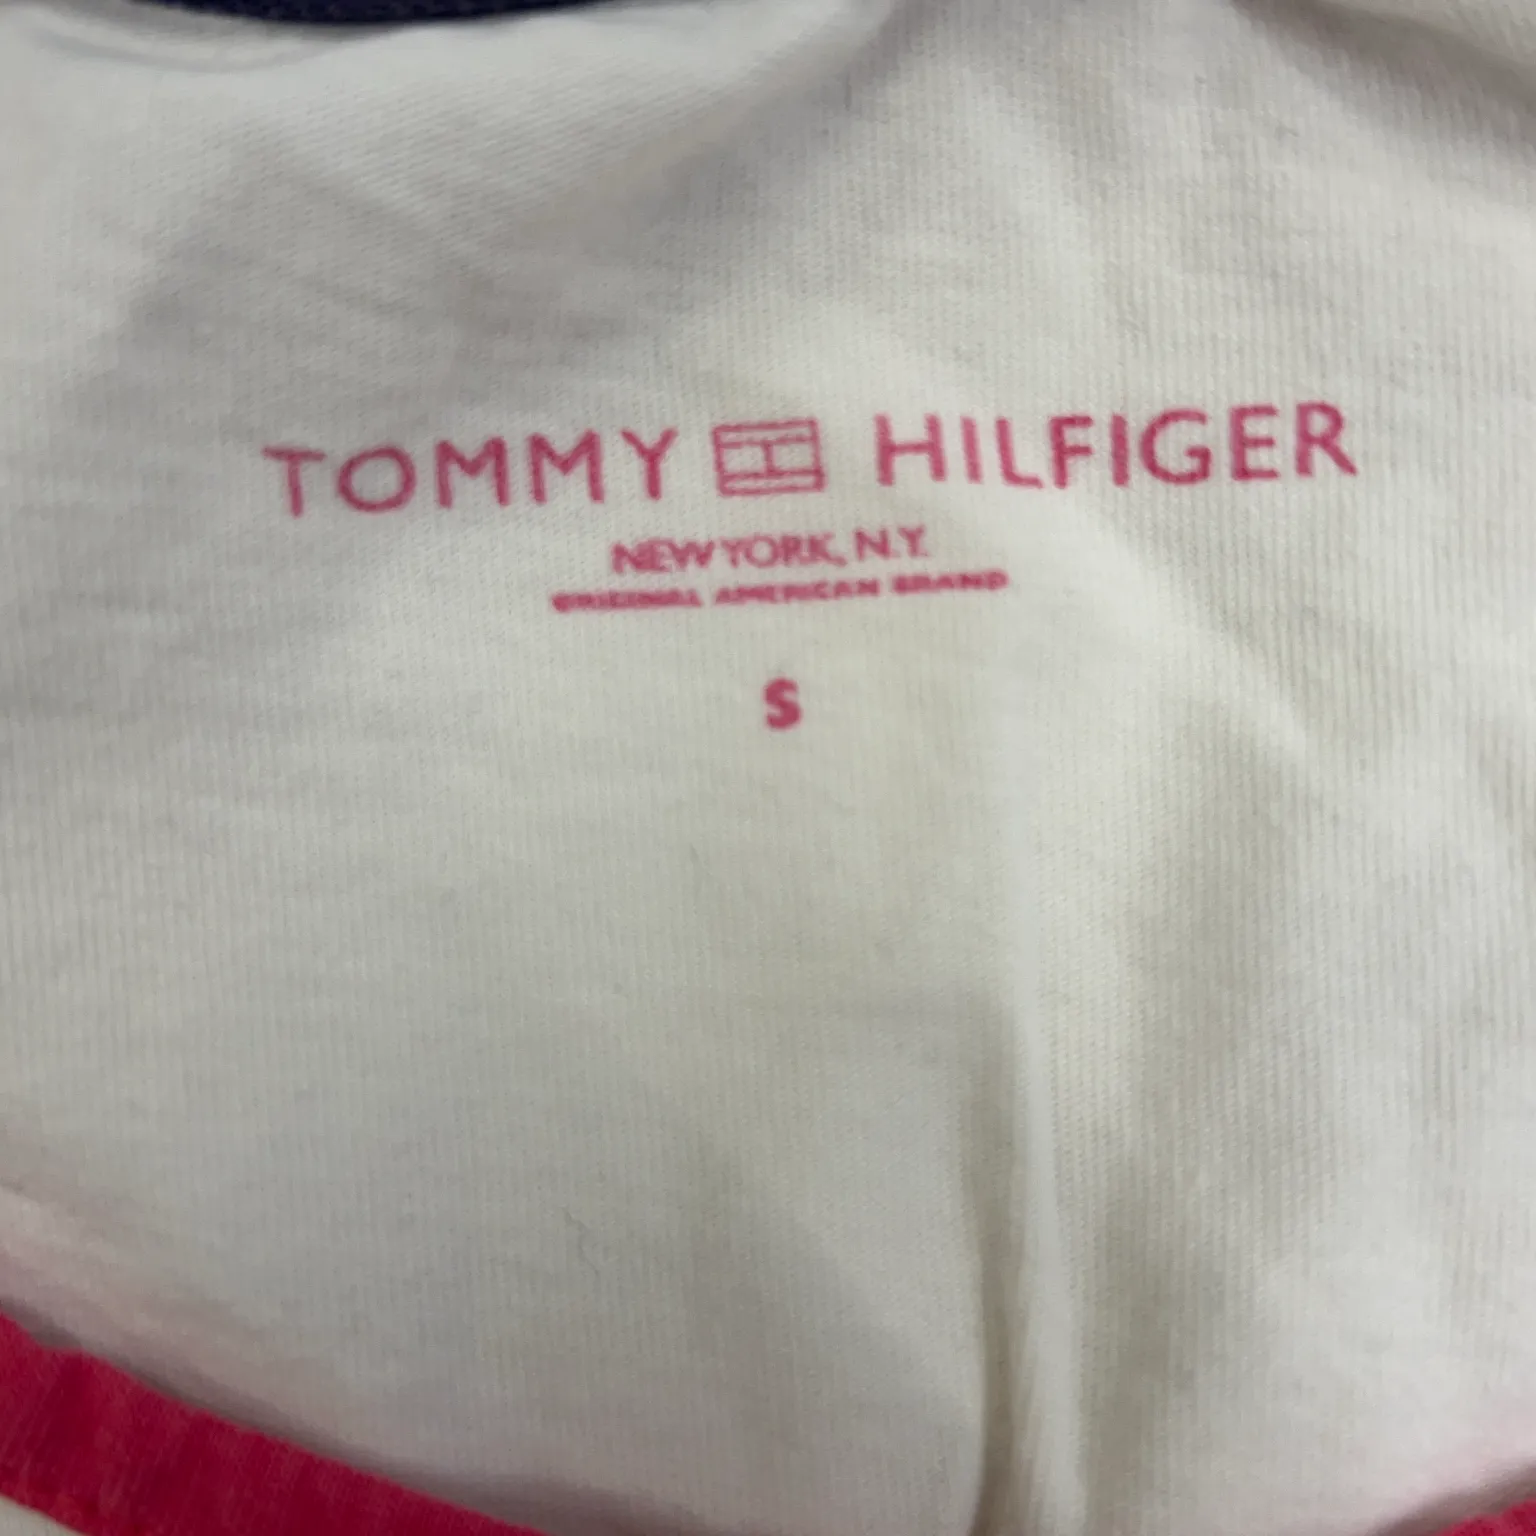 TOMMY HILFIGER
NEW YORK, N.Y.
ORIGINAL AMERICAN BRAND
S